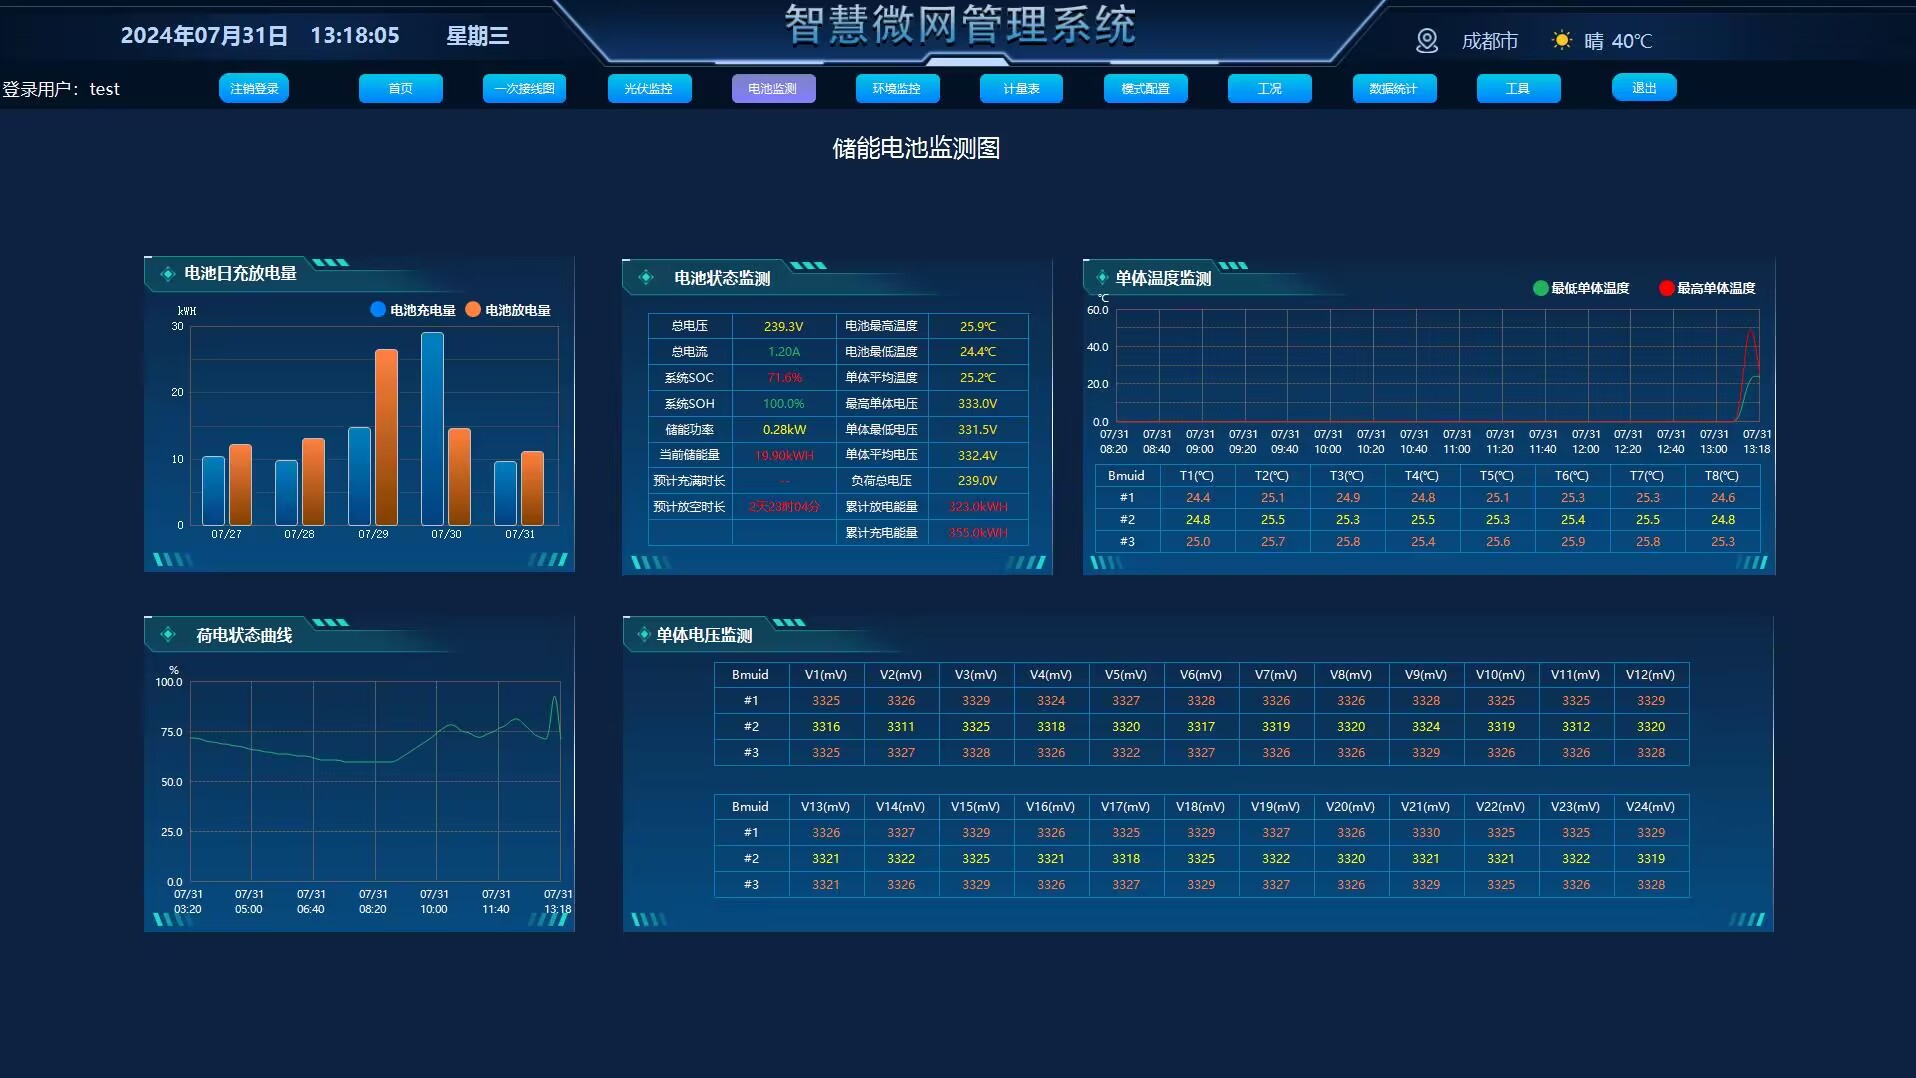 智慧微网管理系统
2024年07月31日 13:18:05 星期三
成都市 晴 40℃
登录用户：test 注销登录 首页 一次接线图 光伏监控 电池监测 环境监控 计量表 模式配置 工况 数据统计 工具 退出
储能电池监测图
电池日充放电量
kWH
电池充电量 电池放电量
30
20
10
0
07/27 07/28 07/29 07/30 07/31
电池状态监测
总电压 239.3V 电池最高温度 25.9℃
总电流 1.20A 电池最低温度 24.4℃
系统SOC 71.6% 单体平均温度 25.2℃
系统SOH 100.0% 最高单体电压 333.0V
储能功率 0.28kW 单体最低电压 331.5V
当前储能量 19.90kWH 单体平均电压 332.4V
预计充满时长 -- 负荷总电压 239.0V
预计放空时长 2天23时04分 累计放电能量 323.0kWH
累计充电能量 355.0kWH
单体温度监测
℃
最低单体温度 最高单体温度
60.0
40.0
20.0
0.0
07/31 07/31 07/31 07/31 07/31 07/31 07/31 07/31 07/31 07/31 07/31 07/31 07/31 07/31 07/31 07/31
08:20 08:40 09:00 09:20 09:40 10:00 10:20 10:40 11:00 11:20 11:40 12:00 12:20 12:40 13:00 13:18
Bmuid T1(℃) T2(℃) T3(℃) T4(℃) T5(℃) T6(℃) T7(℃) T8(℃)
#1 24.4 25.1 24.9 24.8 25.1 25.3 25.3 24.6
#2 24.8 25.5 25.3 25.5 25.3 25.4 25.5 24.8
#3 25.0 25.7 25.8 25.4 25.6 25.9 25.8 25.3
荷电状态曲线
%
100.0
75.0
50.0
25.0
0.0
07/31 07/31 07/31 07/31 07/31 07/31 07/31
03:20 05:00 06:40 08:20 10:00 11:40 13:18
单体电压监测
Bmuid V1(mV) V2(mV) V3(mV) V4(mV) V5(mV) V6(mV) V7(mV) V8(mV) V9(mV) V10(mV) V11(mV) V12(mV)
#1 3325 3326 3329 3324 3327 3328 3326 3326 3328 3325 3325 3329
#2 3316 3311 3325 3318 3320 3317 3319 3320 3324 3319 3312 3320
#3 3325 3327 3328 3326 3322 3327 3326 3326 3329 3326 3326 3328
Bmuid V13(mV) V14(mV) V15(mV) V16(mV) V17(mV) V18(mV) V19(mV) V20(mV) V21(mV) V22(mV) V23(mV) V24(mV)
#1 3326 3327 3329 3326 3325 3329 3327 3326 3330 3325 3325 3329
#2 3321 3322 3325 3321 3318 3325 3322 3320 3321 3321 3322 3319
#3 3321 3326 3329 3326 3327 3329 3327 3326 3329 3325 3326 3328